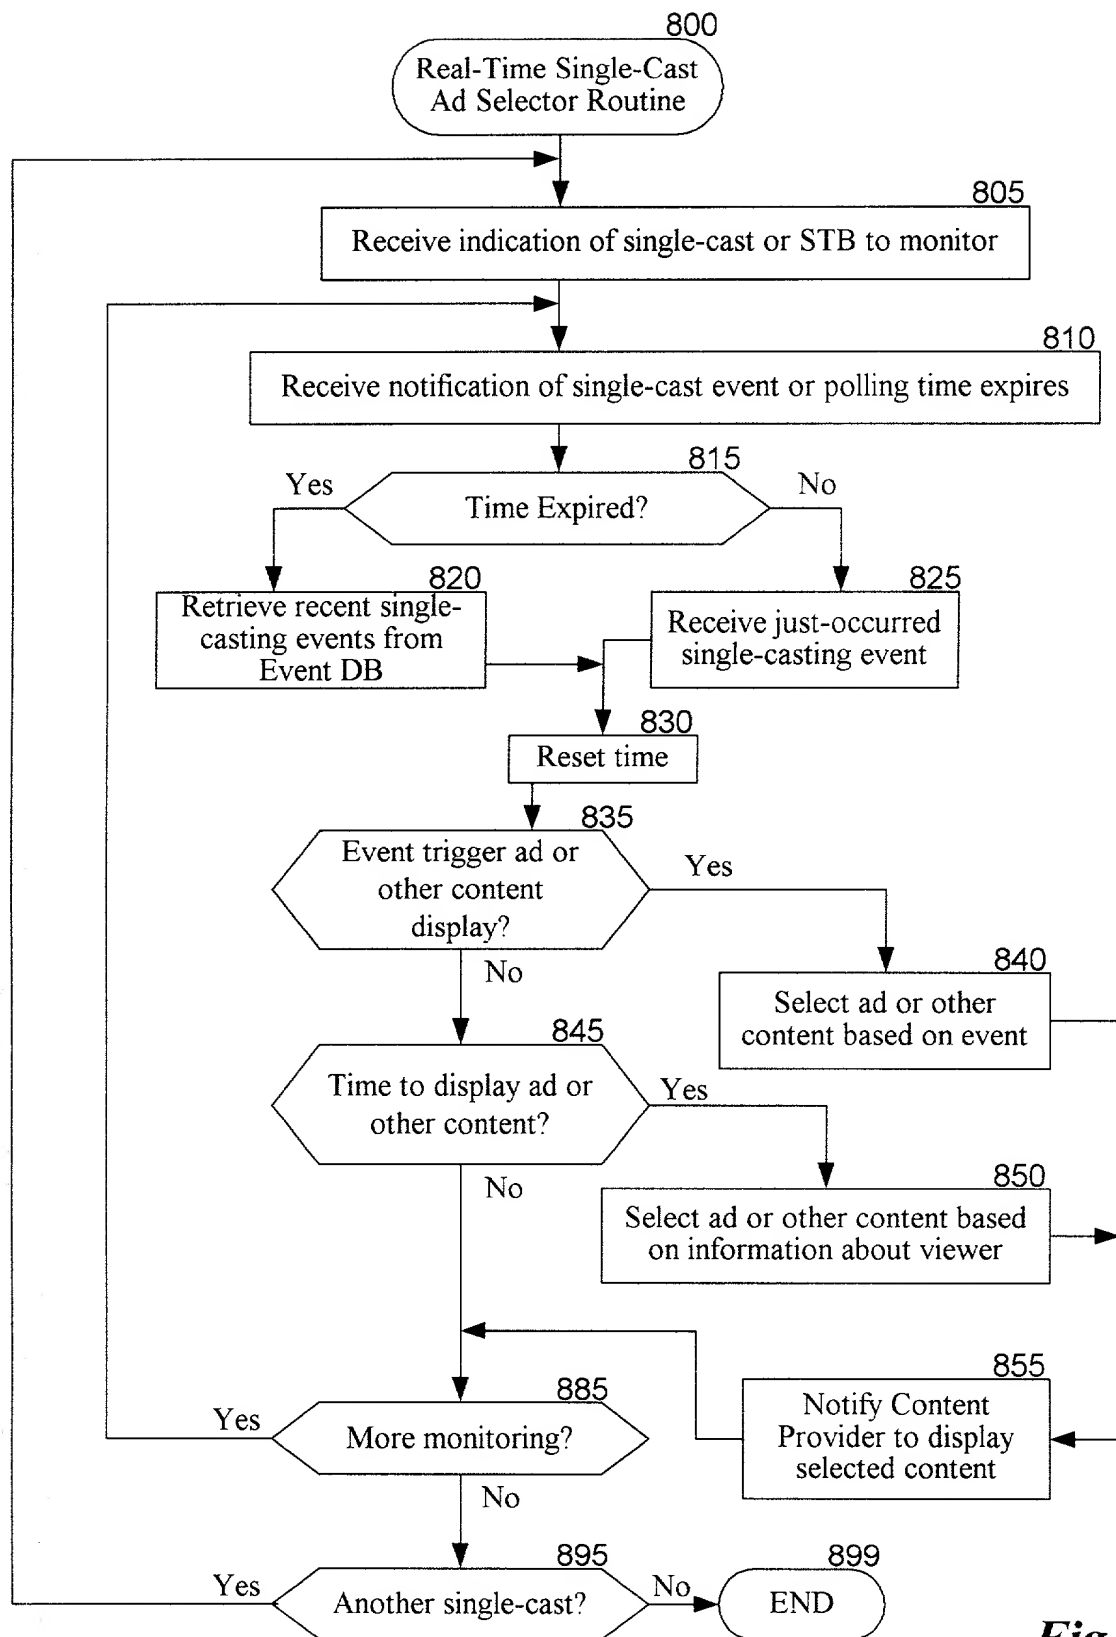 800
Real-Time Single-Cast
Ad Selector Routine
805
Receive indication of single-cast or STB to monitor
810
Receive notification of single-cast event or polling time expires
815
Yes
Time Expired?
No
820
Retrieve recent single-
casting events from
Event DB
825
Receive just-occurred
single-casting event
830
Reset time
835
Event trigger ad or
other content
display?
Yes
No
840
Select ad or other
content based on event
845
Time to display ad or
other content?
Yes
No
850
Select ad or other content based
on information about viewer
855
Notify Content
Provider to display
selected content
885
Yes
More monitoring?
No
895
Yes
Another single-cast?
No
899
END
Fig